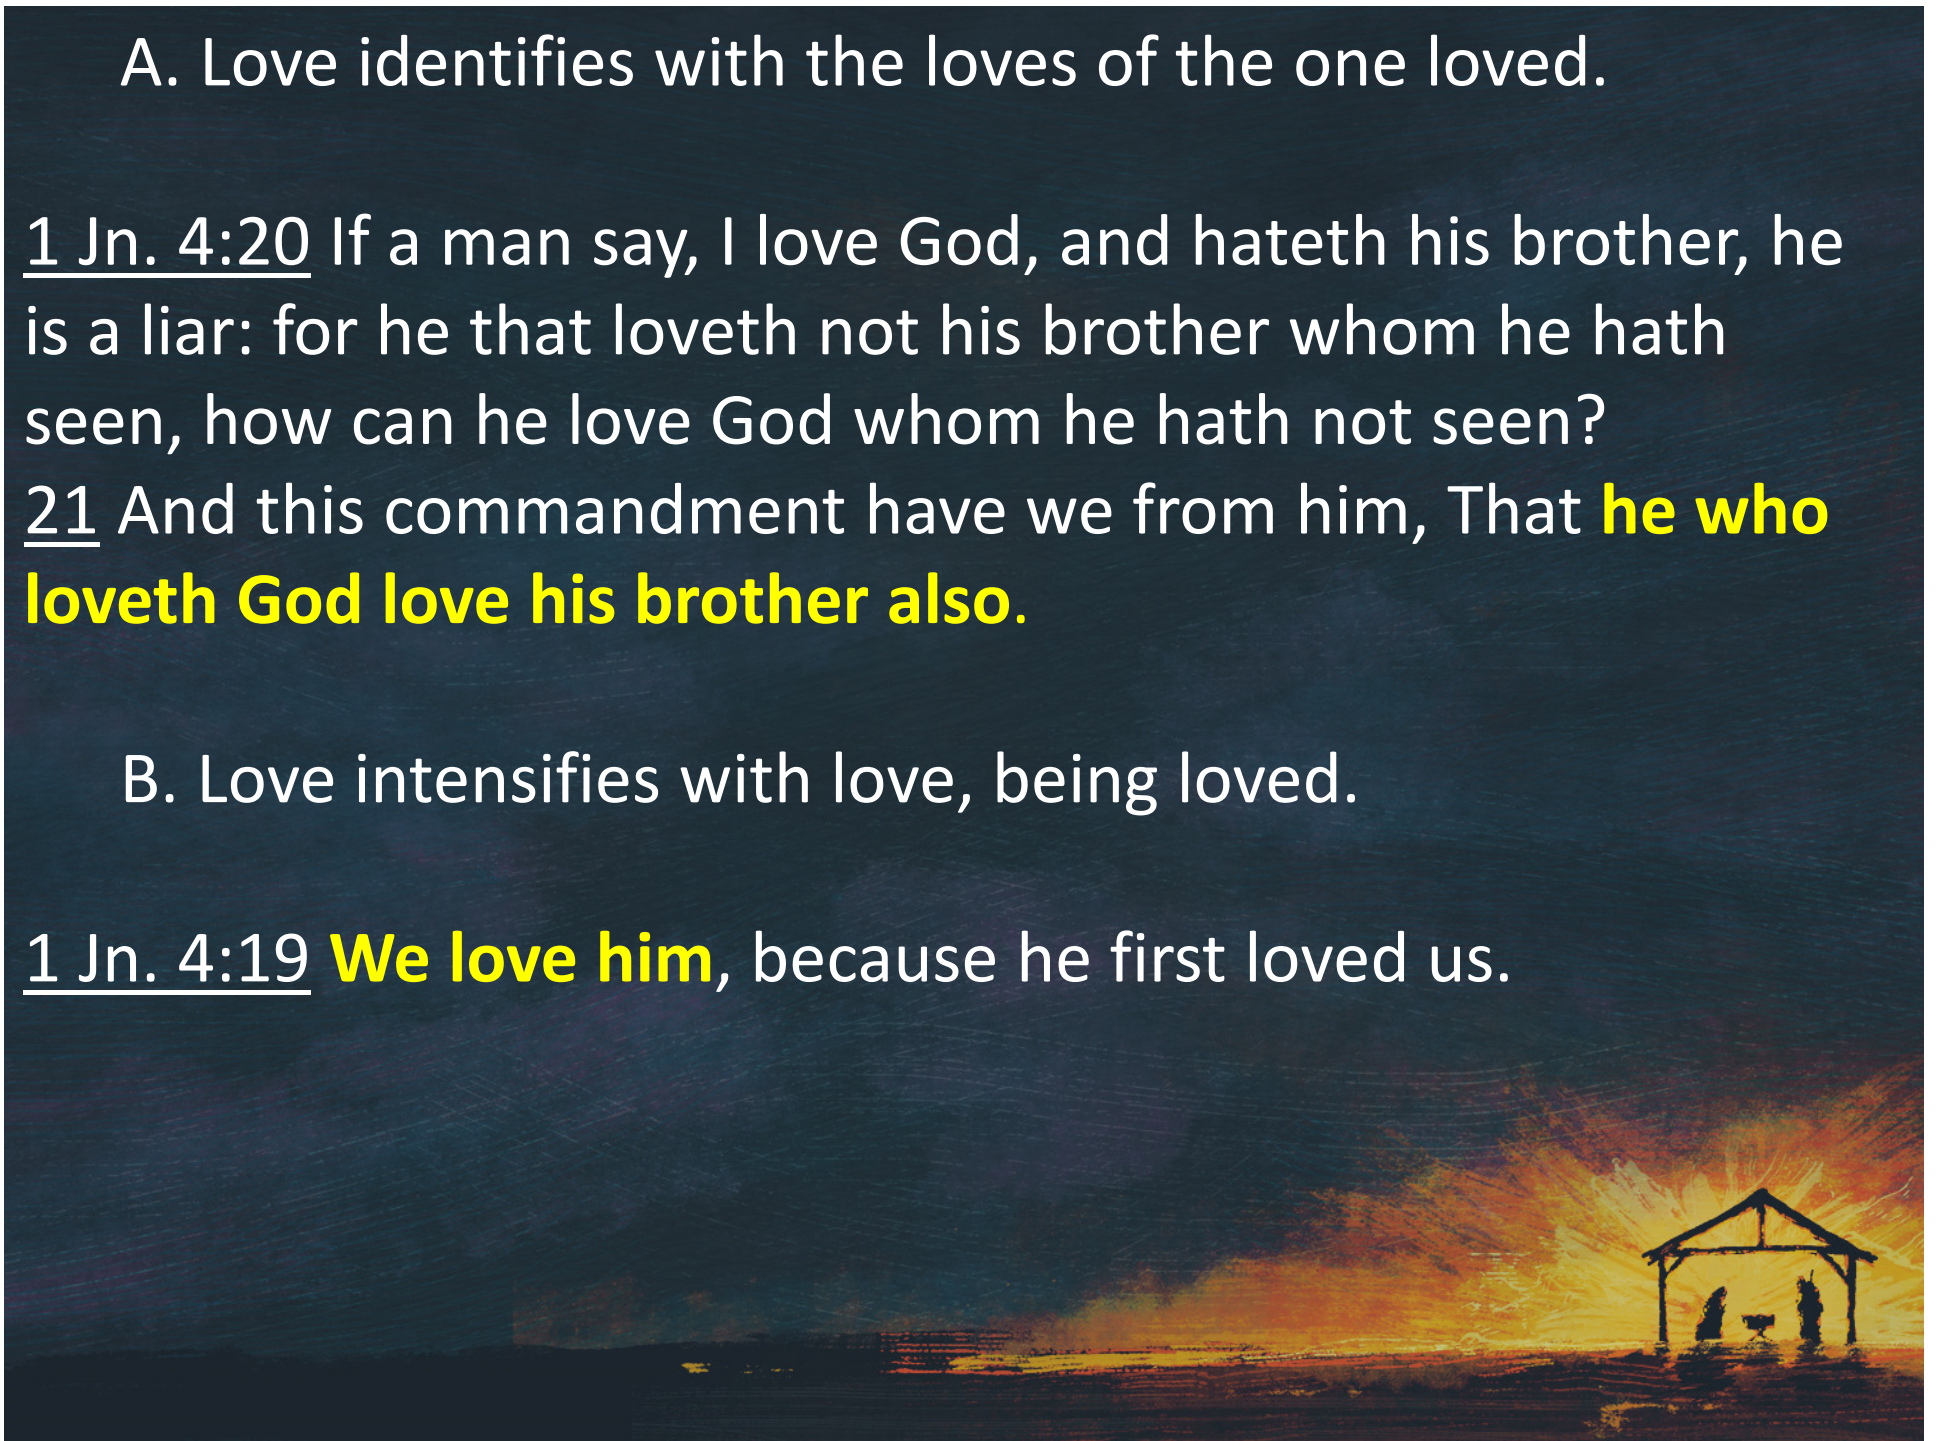 A. Love identifies with the loves of the one loved.
1 Jn. 4:20 If a man say, I love God, and hateth his brother, he
is a liar: for he that loveth not his brother whom he hath
seen, how can he love God whom he hath not seen?
21 And this commandment have we from him, That he who
loveth God love his brother also.
B. Love intensifies with love, being loved.
1 Jn. 4:19 We love him, because he first loved us.